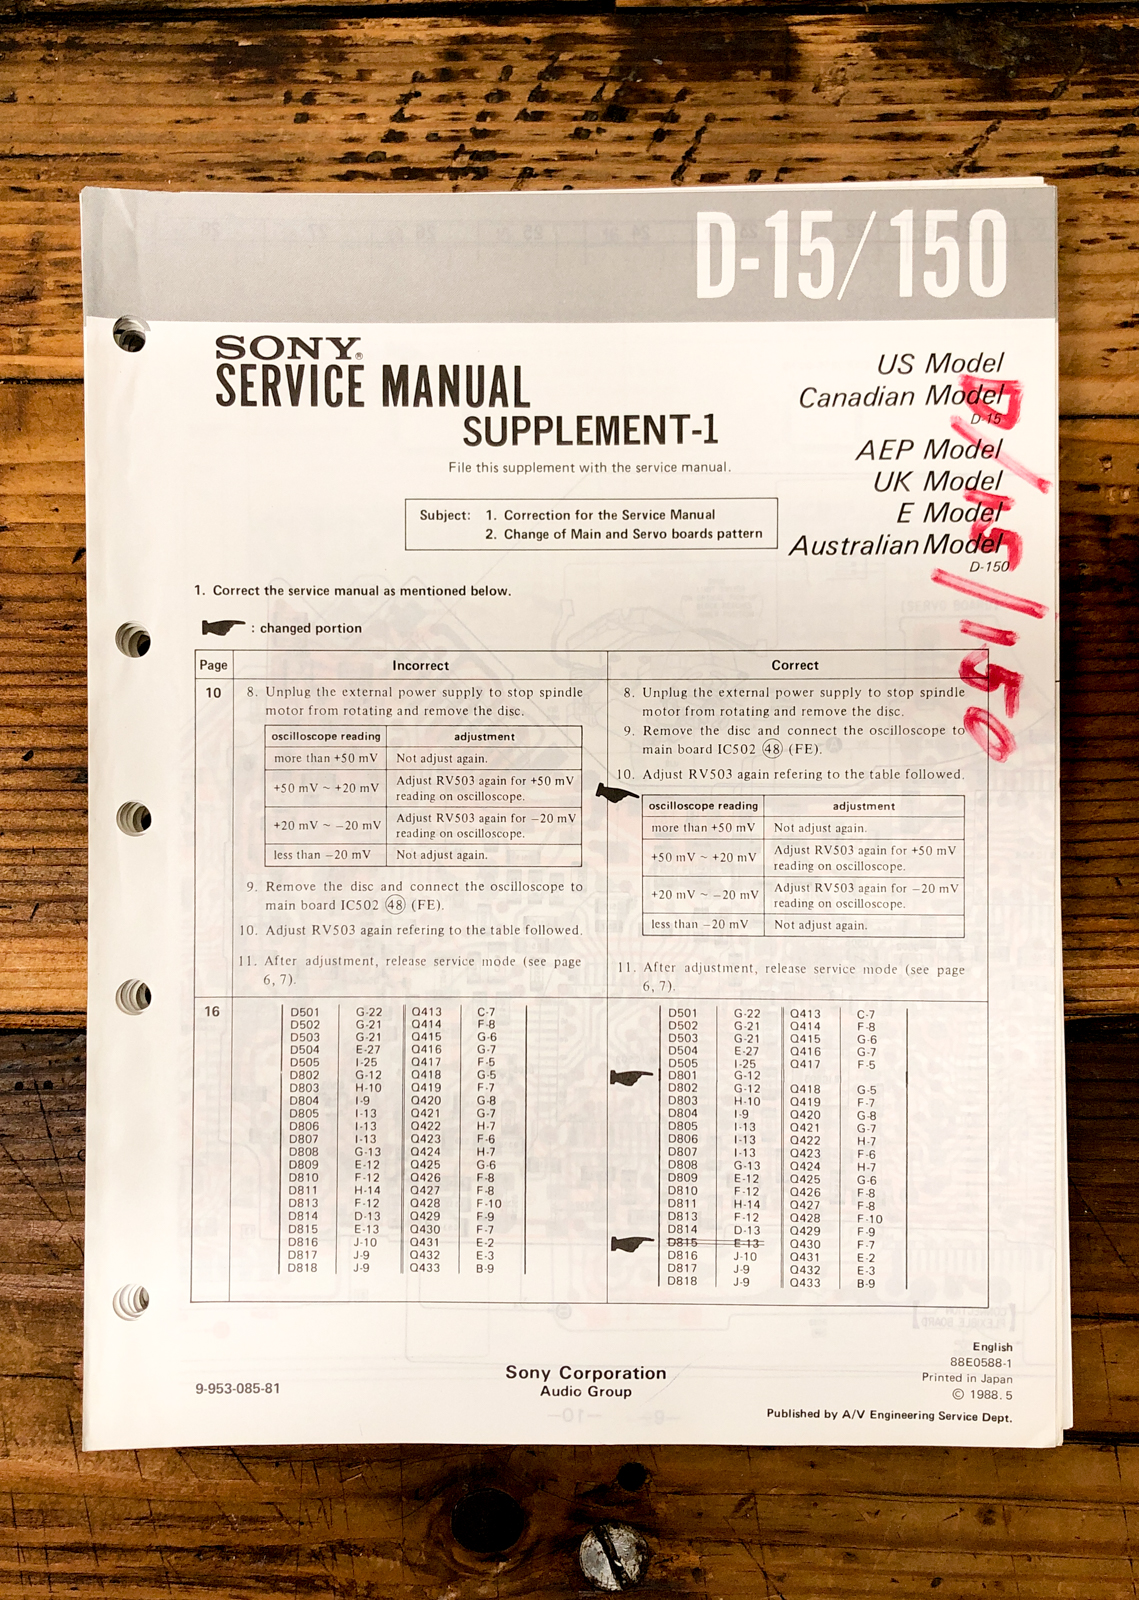 D-15/150
SONY®
SERVICE MANUAL
SUPPLEMENT-1
File this supplement with the service manual.
US Model
Canadian Model
D-15
AEP Model
UK Model
E Model
Australian Model
D-150
D/15/150
Subject: 1. Correction for the Service Manual
2. Change of Main and Servo boards pattern
1. Correct the service manual as mentioned below.
: changed portion
Page Incorrect Correct
10
8. Unplug the external power supply to stop spindle
motor from rotating and remove the disc.
oscilloscope reading adjustment
more than +50 mV Not adjust again.
+50 mV ~ +20 mV Adjust RV503 again for +50 mV
reading on oscilloscope.
+20 mV ~ −20 mV Adjust RV503 again for −20 mV
reading on oscilloscope.
less than −20 mV Not adjust again.
9. Remove the disc and connect the oscilloscope to
main board IC502 48 (FE).
10. Adjust RV503 again refering to the table followed.
11. After adjustment, release service mode (see page
6, 7).
8. Unplug the external power supply to stop spindle
motor from rotating and remove the disc.
9. Remove the disc and connect the oscilloscope to
main board IC502 48 (FE).
10. Adjust RV503 again refering to the table followed.
oscilloscope reading adjustment
more than +50 mV Not adjust again.
+50 mV ~ +20 mV Adjust RV503 again for +50 mV
reading on oscilloscope.
+20 mV ~ −20 mV Adjust RV503 again for −20 mV
reading on oscilloscope.
less than −20 mV Not adjust again.
11. After adjustment, release service mode (see page
6, 7).
16
D501 G-22 Q413 C-7
D502 G-21 Q414 F-8
D503 G-21 Q415 G-6
D504 E-27 Q416 G-7
D505 I-25 Q417 F-5
D802 G-12 Q418 G-5
D803 H-10 Q419 F-7
D804 I-9 Q420 G-8
D805 I-13 Q421 G-7
D806 I-13 Q422 H-7
D807 I-13 Q423 F-6
D808 G-13 Q424 H-7
D809 E-12 Q425 G-6
D810 F-12 Q426 F-8
D811 H-14 Q427 F-8
D813 F-12 Q428 F-10
D814 D-13 Q429 F-9
D815 E-13 Q430 F-7
D816 J-10 Q431 E-2
D817 J-9 Q432 E-3
D818 J-9 Q433 B-9
D501 G-22 Q413 C-7
D502 G-21 Q414 F-8
D503 G-21 Q415 G-6
D504 E-27 Q416 G-7
D505 I-25 Q417 F-5
D801 G-12
D802 G-12 Q418 G-5
D803 H-10 Q419 F-7
D804 I-9 Q420 G-8
D805 I-13 Q421 G-7
D806 I-13 Q422 H-7
D807 I-13 Q423 F-6
D808 G-13 Q424 H-7
D809 E-12 Q425 G-6
D810 F-12 Q426 F-8
D811 H-14 Q427 F-8
D813 F-12 Q428 F-10
D814 D-13 Q429 F-9
D815 E-13 Q430 F-7
D816 J-10 Q431 E-2
D817 J-9 Q432 E-3
D818 J-9 Q433 B-9
9-953-085-81
Sony Corporation
Audio Group
English
88E0588-1
Printed in Japan
© 1988. 5
Published by A/V Engineering Service Dept.